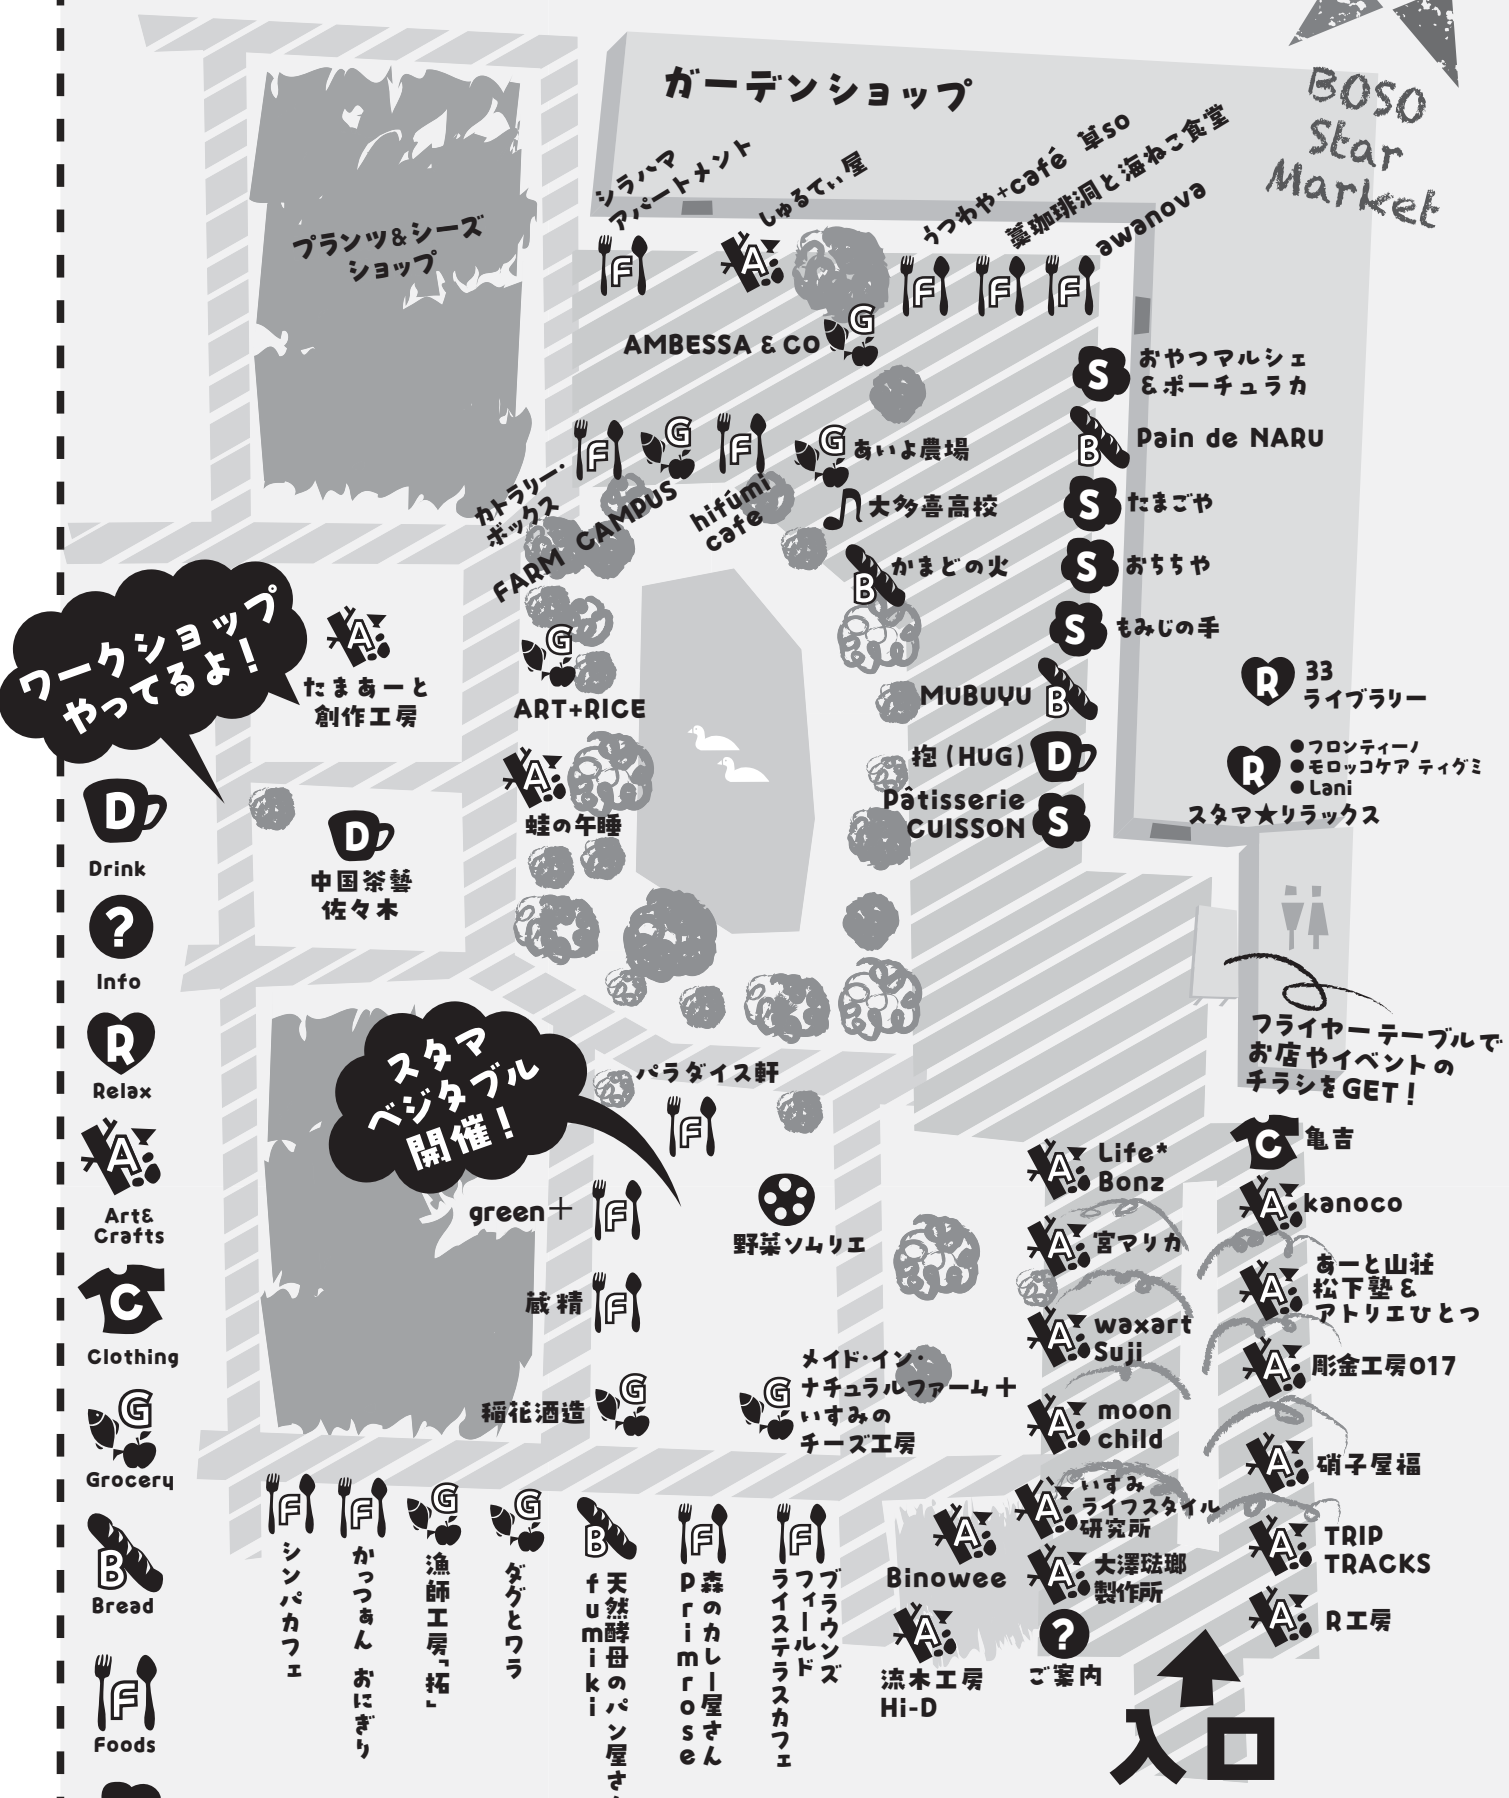 BOSO
Star
Market
ガーデンショップ
シラハマ
アパートメント
しゅるてぃ屋
うつわや+café 草so
藁珈琲洞と海ねこ食堂
awanova
F
A
F
F
F
プランツ&シーズ
ショップ
AMBESSA & CO
G
S
おやつマルシェ
&ポーチュラカ
B
Pain de NARU
F
G
F
G
あいよ農場
カトラリー・
ボックス
FARM CAMPUS
hifumi
cafe
大多喜高校
S
たまごや
B
かまどの火
S
おちちや
S
もみじの手
ワークショップ
やってるよ!
A
たまあーと
創作工房
G
ART+RICE
MUBUYU
B
R
33
ライブラリー
抱(HUG)
D
R
●フロンティーノ
●モロッコケア ティグミ
●Lani
スタマ★リラックス
Pâtisserie
CUISSON
S
A
蛙の午睡
D
中国茶藝
佐々木
D
Drink
?
Info
R
Relax
A
Art&
Crafts
C
Clothing
G
Grocery
B
Bread
F
Foods
スタマ
ベジタブル
開催!
パラダイス軒
F
green+
F
野菜ソムリエ
蔵精
F
稲花酒造
G
G
メイド・イン・
ナチュラルファーム+
いすみの
チーズ工房
フライヤーテーブルで
お店やイベントの
チラシをGET!
A
Life*
Bonz
C
亀吉
A
宮マリカ
A
kanoco
A
waxart
Suji
A
あーと山荘
松下塾&
アトリエひとつ
A
moon
child
A
彫金工房017
A
いすみ
ライフスタイル
研究所
A
硝子屋福
A
大澤琺瑯
製作所
A
TRIP
TRACKS
?
ご案内
A
R工房
A
Binowee
A
流木工房
Hi-D
F
シンパカフェ
F
かっつぁん おにぎり
G
漁師工房「拓」
G
ダグとワラ
B
天然酵母のパン屋さ
fumiki
F
森のカレー屋さん
primrose
F
ブラウンズ
フィールド
ライステラスカフェ
入口